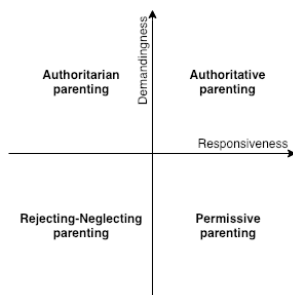 Demandingness
Authoritarian
parenting
Authoritative
parenting
Responsiveness
Rejecting-Neglecting
parenting
Permissive
parenting